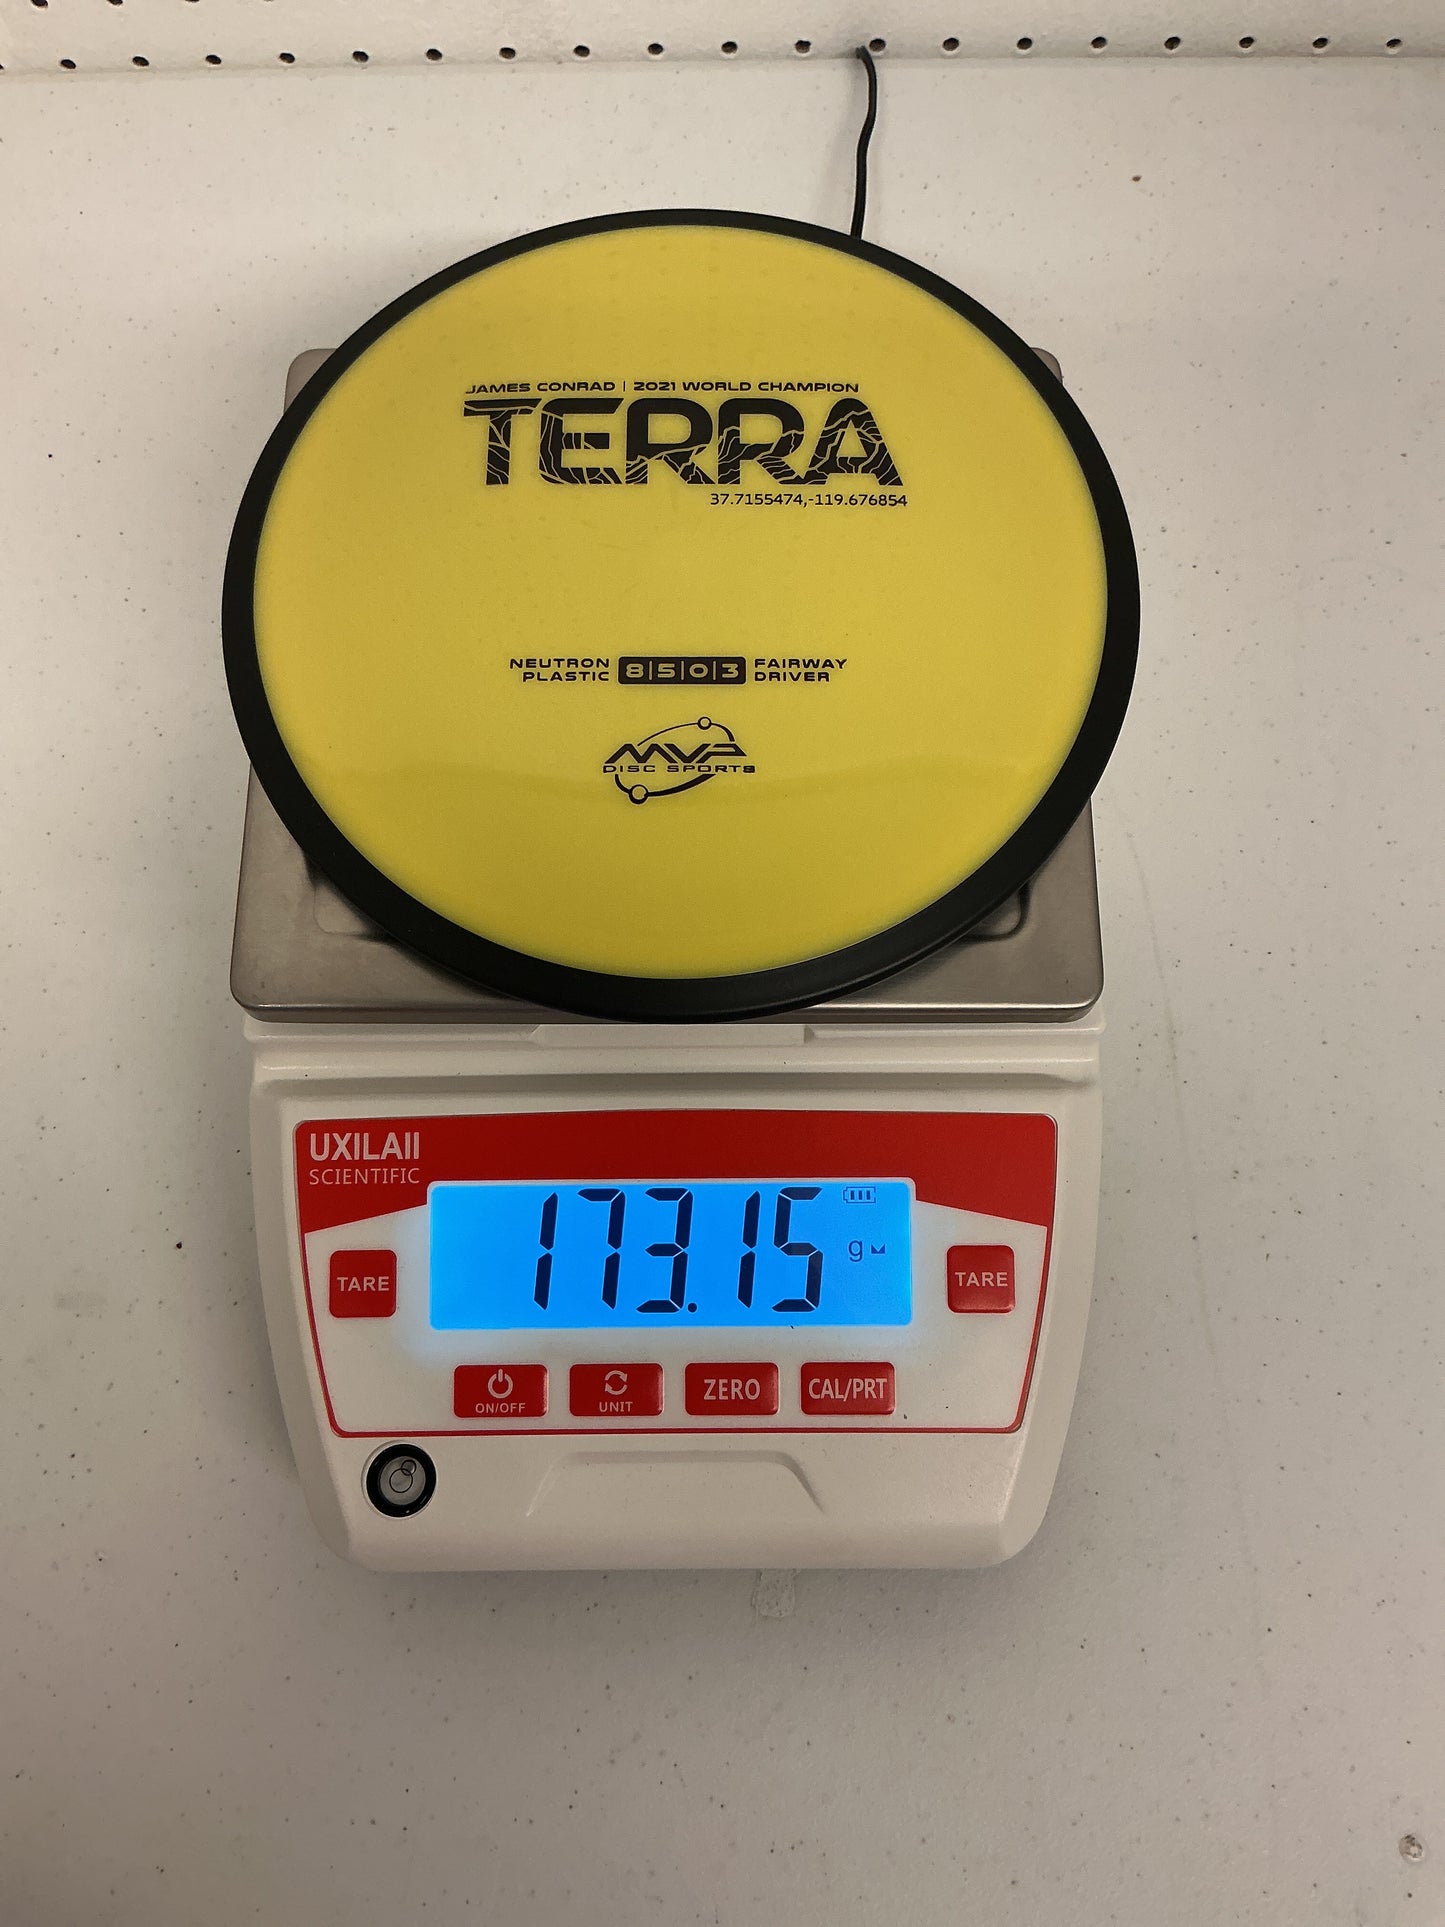 JAMES CONRAD | 2021 WORLD CHAMPION
TERRA
37.7155474,-119.676854
NEUTRON PLASTIC
8|5|0|3
FAIRWAY DRIVER
MVP
DISC SPORTS
UXILAII
SCIENTIFIC
173.15 g
TARE
TARE
ON/OFF
UNIT
ZERO
CAL/PRT